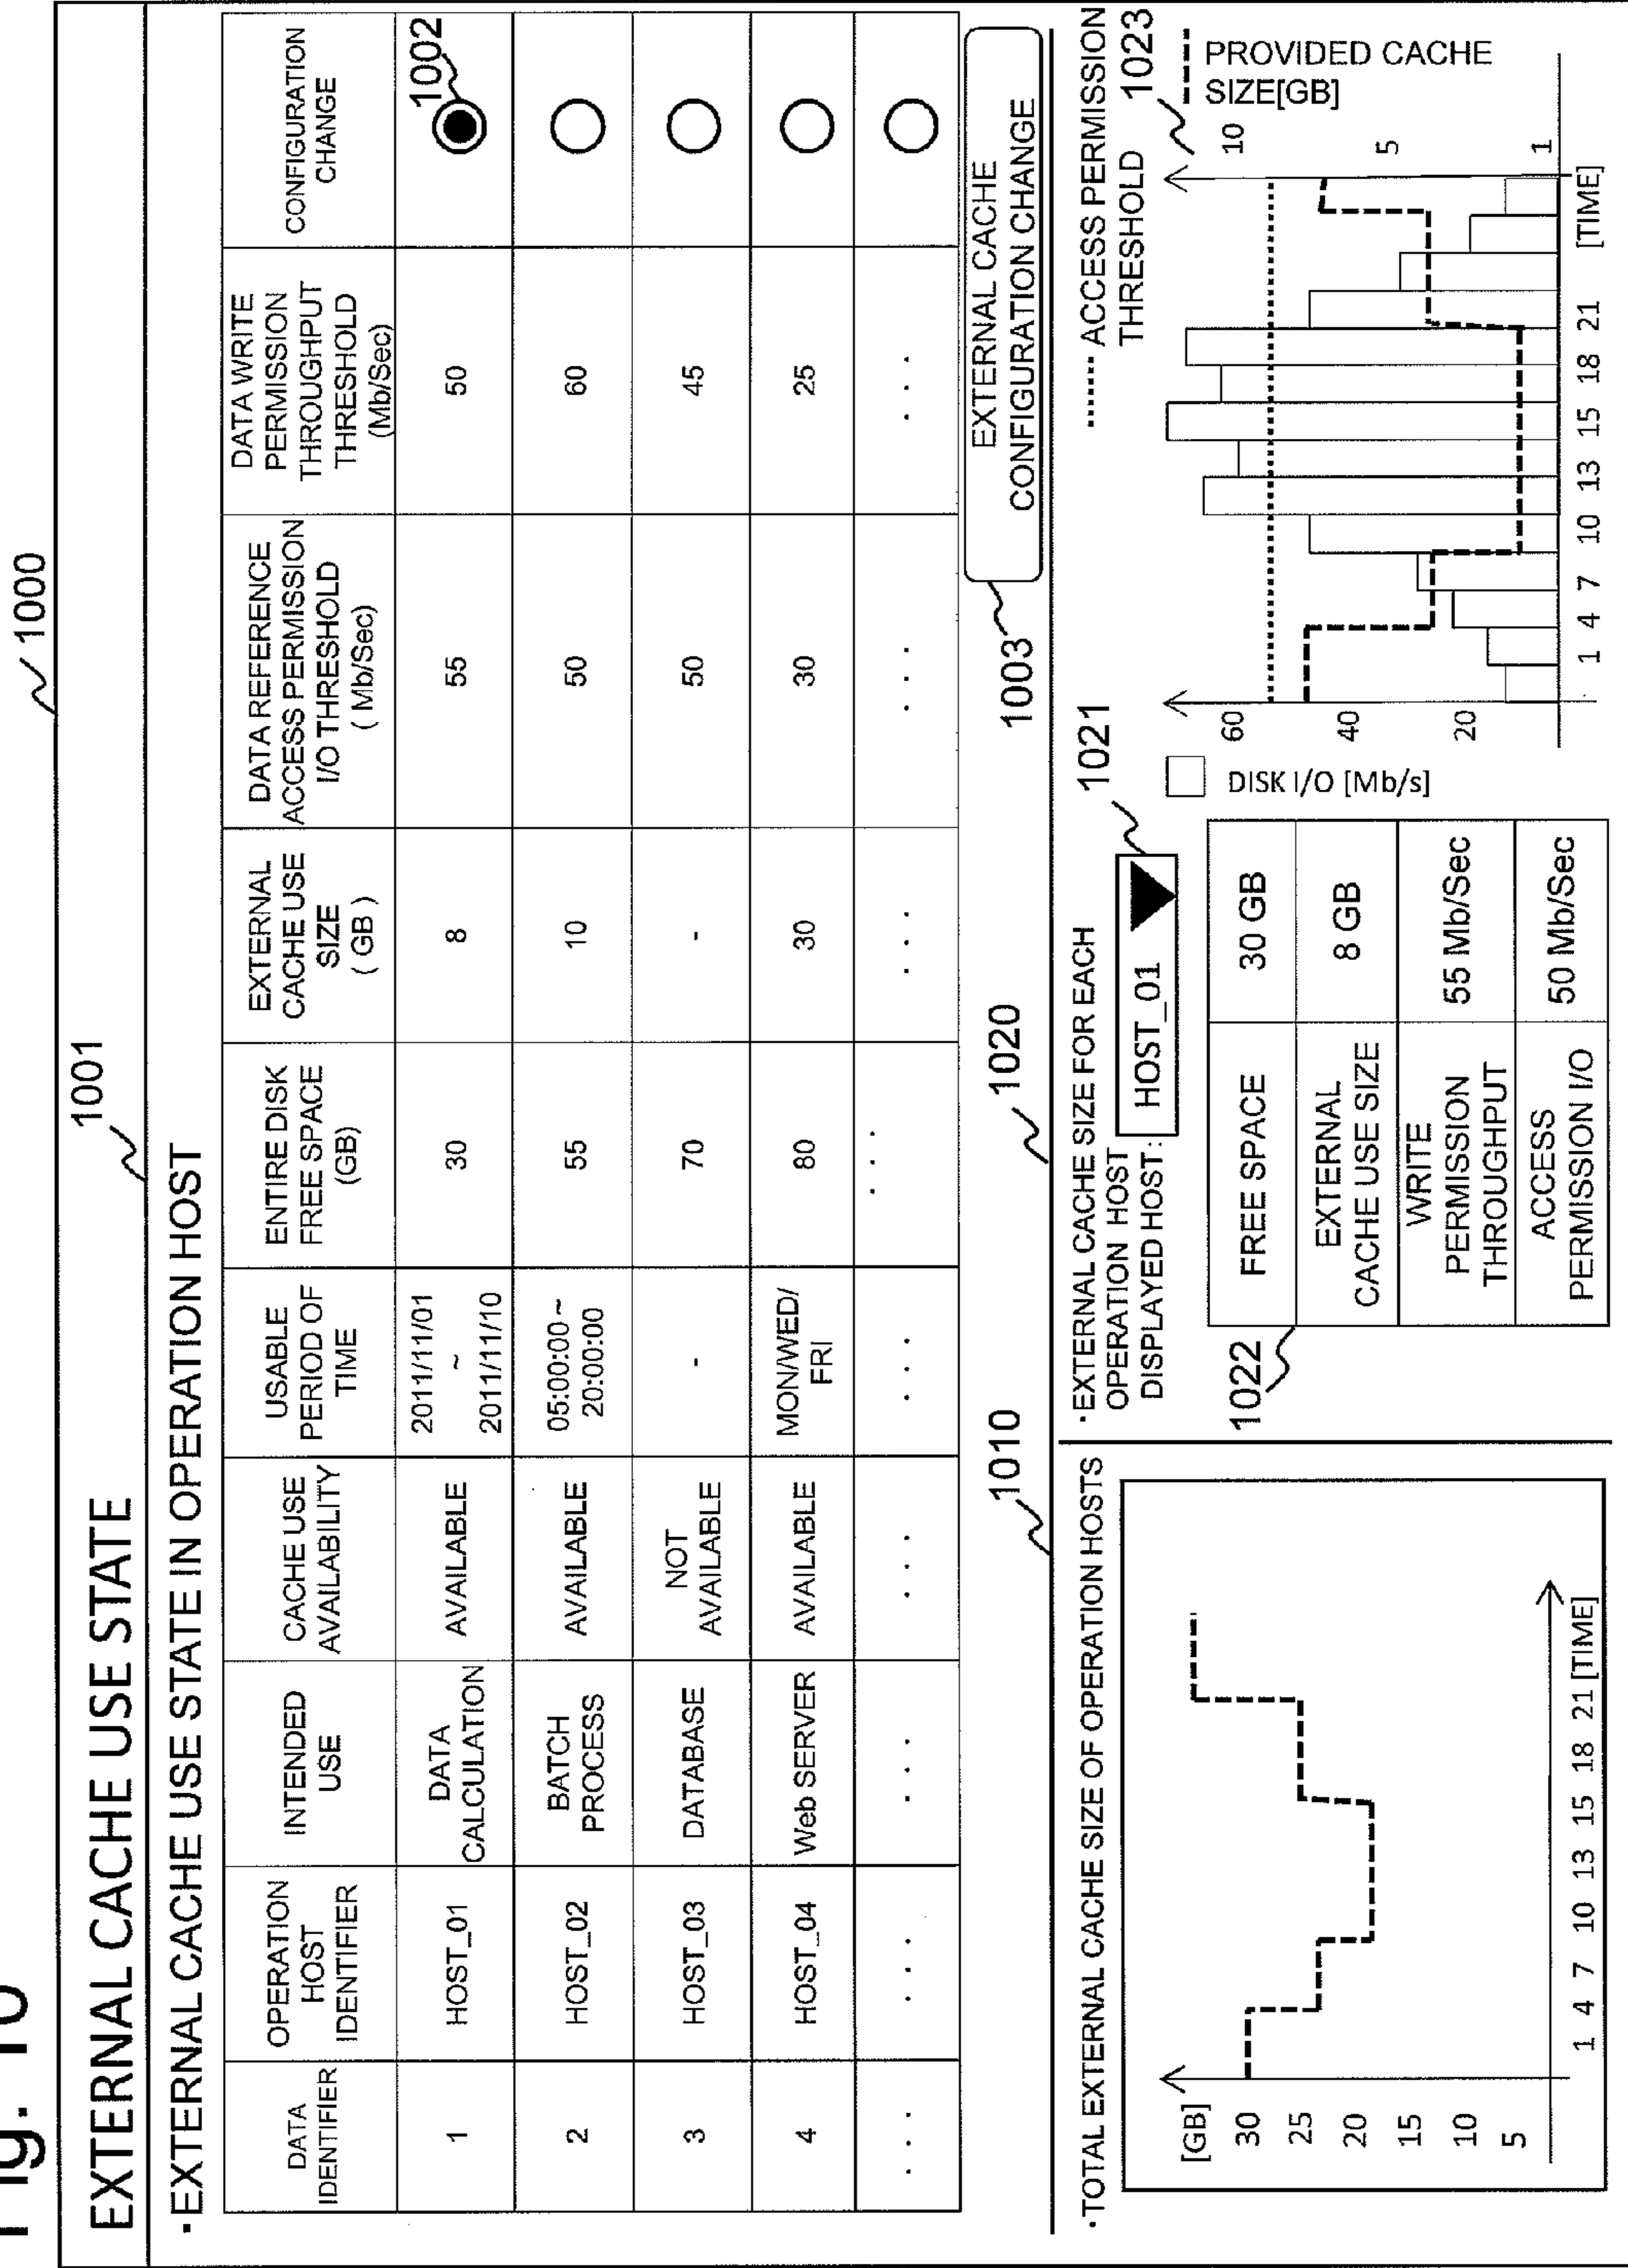 Fig. 10
1000
1001
EXTERNAL CACHE USE STATE
·EXTERNAL CACHE USE STATE IN OPERATION HOST
DATA
IDENTIFIER
OPERATION
HOST
IDENTIFIER
INTENDED
USE
CACHE USE
AVAILABILITY
USABLE
PERIOD OF
TIME
ENTIRE DISK
FREE SPACE
(GB)
EXTERNAL
CACHE USE
SIZE
( GB )
DATA REFERENCE
ACCESS PERMISSION
I/O THRESHOLD
( Mb/Sec)
DATA WRITE
PERMISSION
THROUGHPUT
THRESHOLD
(Mb/Sec)
CONFIGURATION
CHANGE
1
HOST_01
DATA
CALCULATION
AVAILABLE
2011/11/01
~
2011/11/10
30
8
55
50
1002
2
HOST_02
BATCH
PROCESS
AVAILABLE
05:00:00 ~
20:00:00
55
10
50
60
3
HOST_03
DATABASE
NOT
AVAILABLE
-
70
-
50
45
4
HOST_04
Web SERVER
AVAILABLE
MON/WED/
FRI
80
30
30
25
. . .
. . . .
. . . .
. . . .
. . . .
. . .
. . . .
. . . .
. . . .
1003
EXTERNAL CACHE
CONFIGURATION CHANGE
1010
·TOTAL EXTERNAL CACHE SIZE OF OPERATION HOSTS
[GB]
30
25
20
15
10
5
1 4 7 10 13 15 18 21 [TIME]
1020
·EXTERNAL CACHE SIZE FOR EACH
OPERATION HOST
DISPLAYED HOST: HOST_01
1021
1022
FREE SPACE 30 GB
EXTERNAL
CACHE USE SIZE
8 GB
WRITE
PERMISSION
THROUGHPUT
55 Mb/Sec
ACCESS
PERMISSION I/O
50 Mb/Sec
DISK I/O [Mb/s]
ACCESS PERMISSION
THRESHOLD
1023
PROVIDED CACHE
SIZE[GB]
60
40
20
10
5
1
1 4 7 10 13 15 18 21 [TIME]